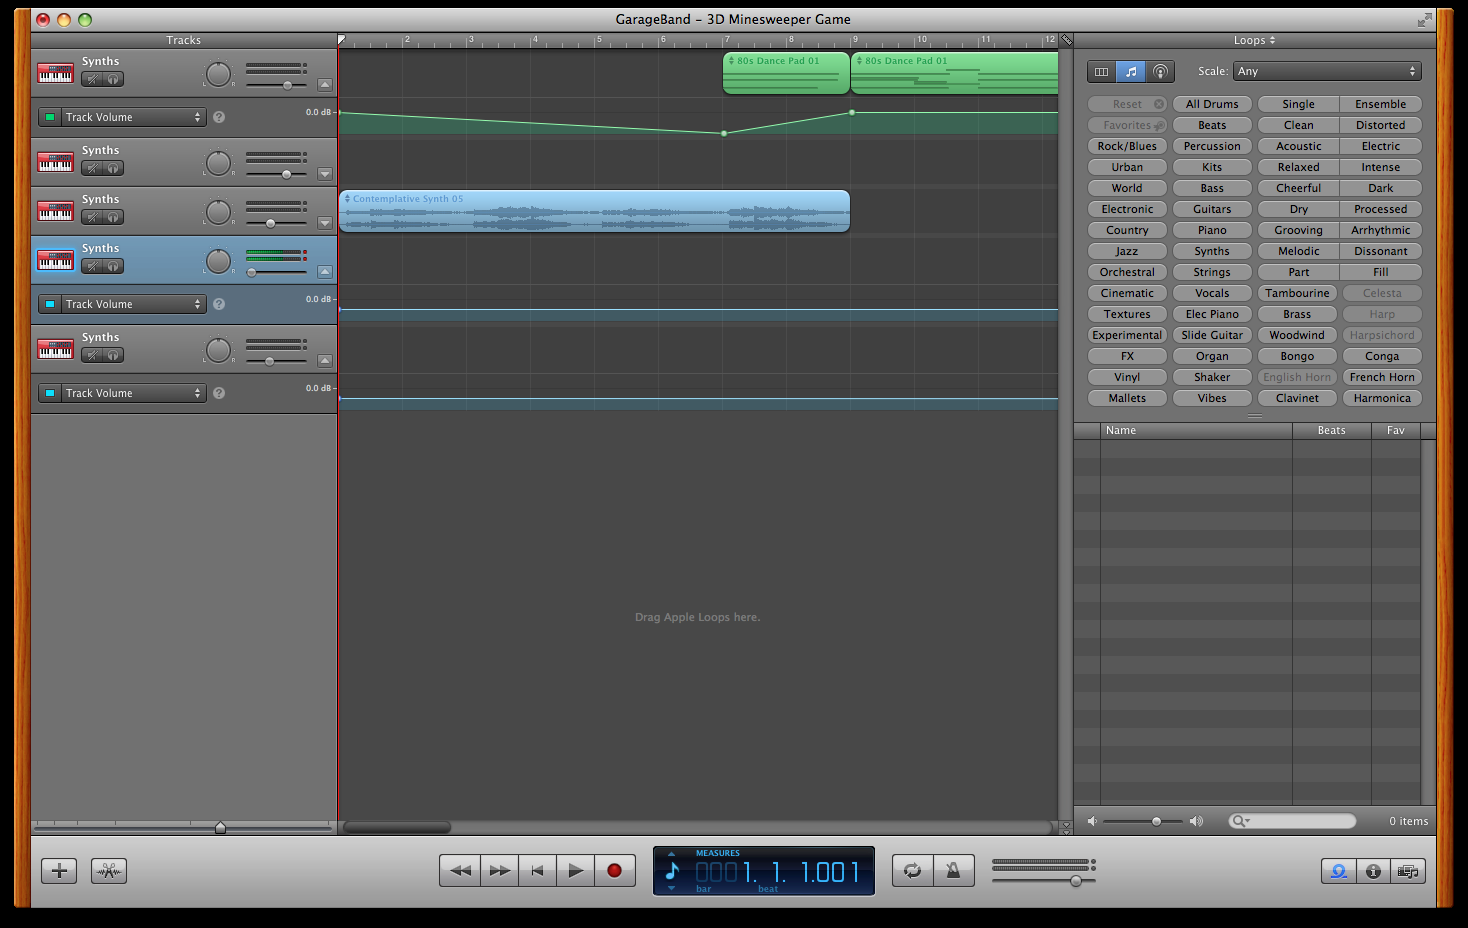 GarageBand – 3D Minesweeper Game
Tracks
2 3 4 5 6 7 8 9 10 11 12
Loops
Synths
L R
80s Dance Pad 01
80s Dance Pad 01
Scale: Any
Track Volume ? 0.0 dB
Synths
L R
Synths
L R
Contemplative Synth 05
Synths
L R
Track Volume ? 0.0 dB
Synths
L R
Track Volume ? 0.0 dB
Drag Apple Loops here.
Reset All Drums Single Ensemble
Favorites Beats Clean Distorted
Rock/Blues Percussion Acoustic Electric
Urban Kits Relaxed Intense
World Bass Cheerful Dark
Electronic Guitars Dry Processed
Country Piano Grooving Arrhythmic
Jazz Synths Melodic Dissonant
Orchestral Strings Part Fill
Cinematic Vocals Tambourine Celesta
Textures Elec Piano Brass Harp
Experimental Slide Guitar Woodwind Harpsichord
FX Organ Bongo Conga
Vinyl Shaker English Horn French Horn
Mallets Vibes Clavinet Harmonica
Name Beats Fav
0 items
MEASURES
0001. 1. 1.001
bar beat